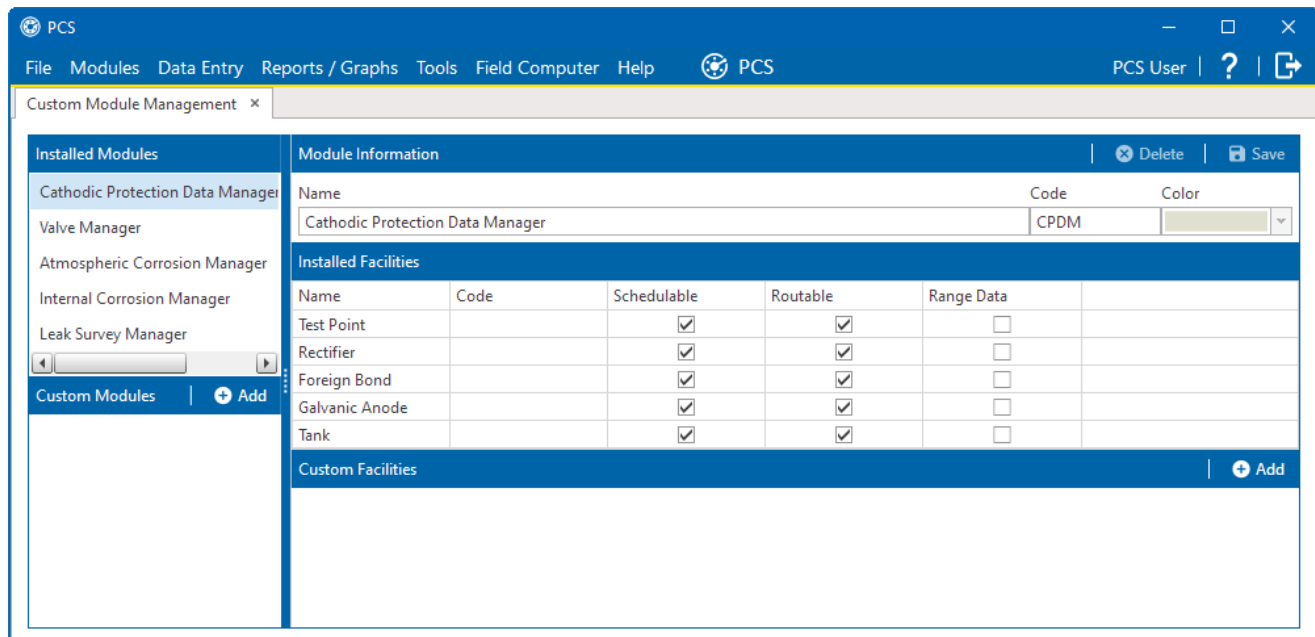 PCS
File Modules Data Entry Reports / Graphs Tools Field Computer Help PCS PCS User | ? |
Custom Module Management ×
Installed Modules
Cathodic Protection Data Manager
Valve Manager
Atmospheric Corrosion Manager
Internal Corrosion Manager
Leak Survey Manager
Custom Modules | Add
Module Information | Delete | Save
Name Code Color
Cathodic Protection Data Manager CPDM
Installed Facilities
Name Code Schedulable Routable Range Data
Test Point
Rectifier
Foreign Bond
Galvanic Anode
Tank
Custom Facilities | Add